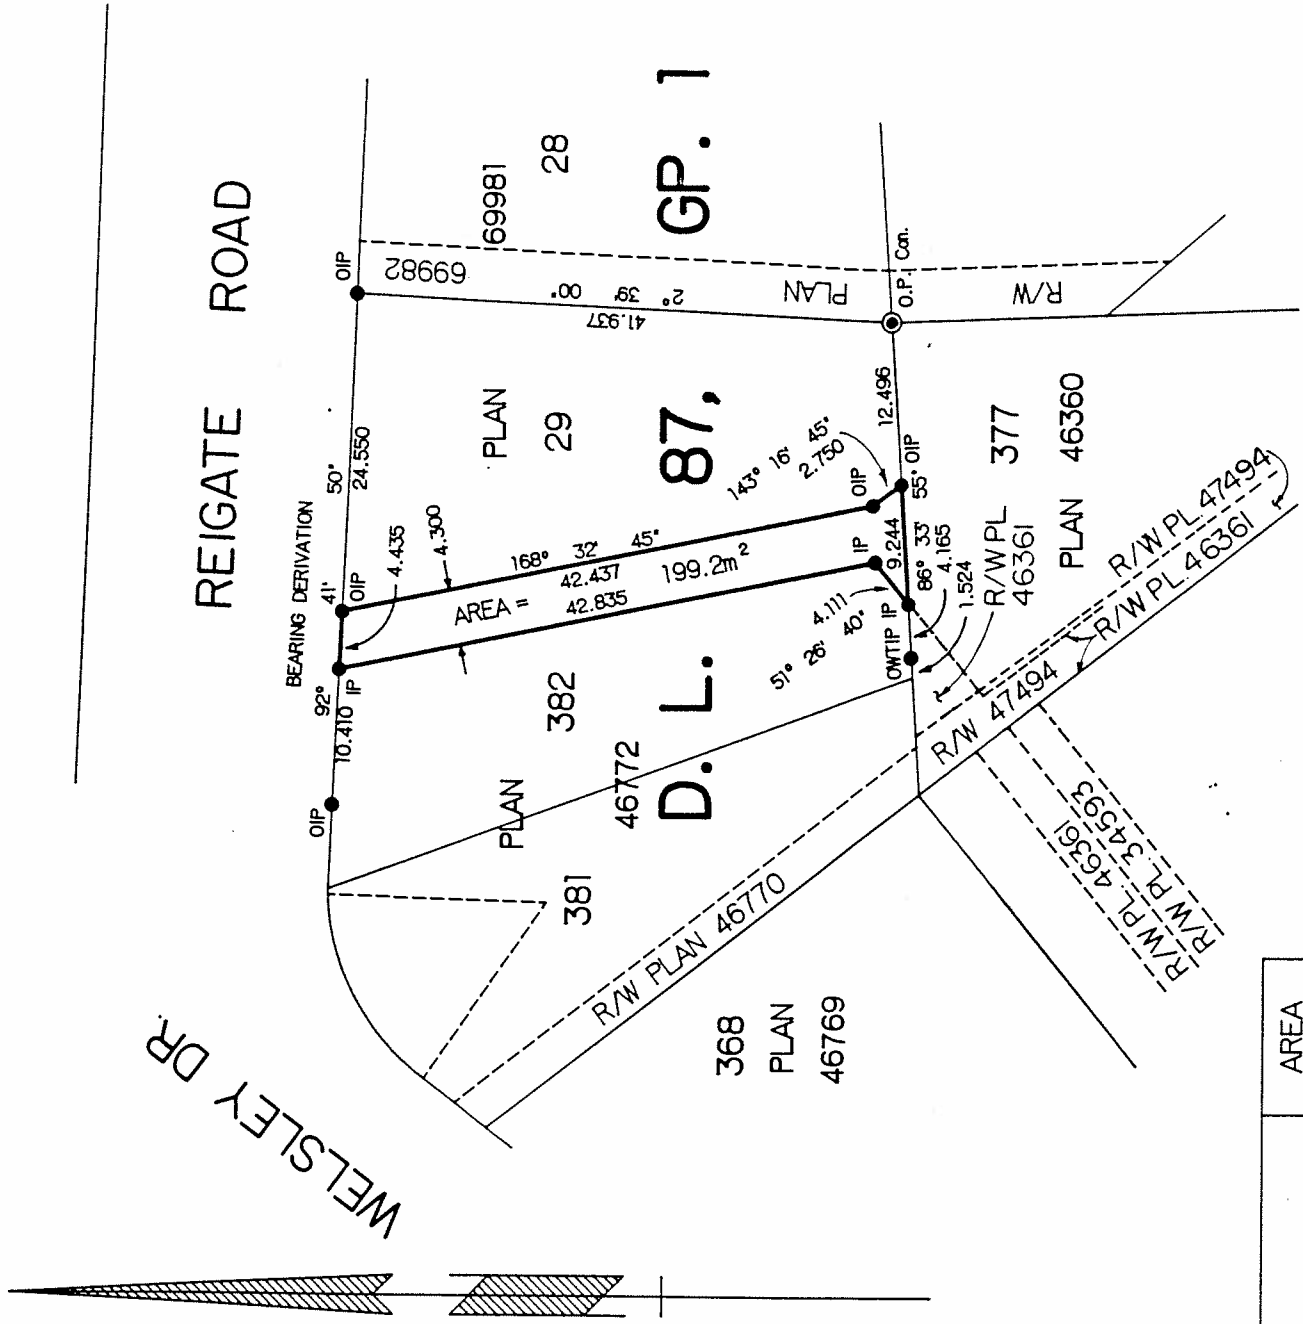 REIGATE ROAD
WELSLEY DR.
BEARING DERIVATION
92° 41' 50"
OIP
10.410
IP
4.435
OIP
24.550
OIP
4.300
168° 32' 45"
42.437
AREA = 199.2m²
42.835
PLAN
29
69981
28
69982
PLAN
R/W
2° 39' 00"
41.937
D. L. 87, GP. 1
382
PLAN
46772
381
143° 16' 45"
2.750
OIP
IP
4.111
51° 26' 40"
OWTIP
IP
9.244
OIP
12.496
O.P.
Con.
86° 33' 55"
4.165
1.524
R/W PL
46361
377
PLAN 46360
R/W PLAN 46770
R/W 47494
R/W PL. 47494
R/W PL. 46361
R/W PL. 46361
R/W PL. 34593
368
PLAN
46769
AREA